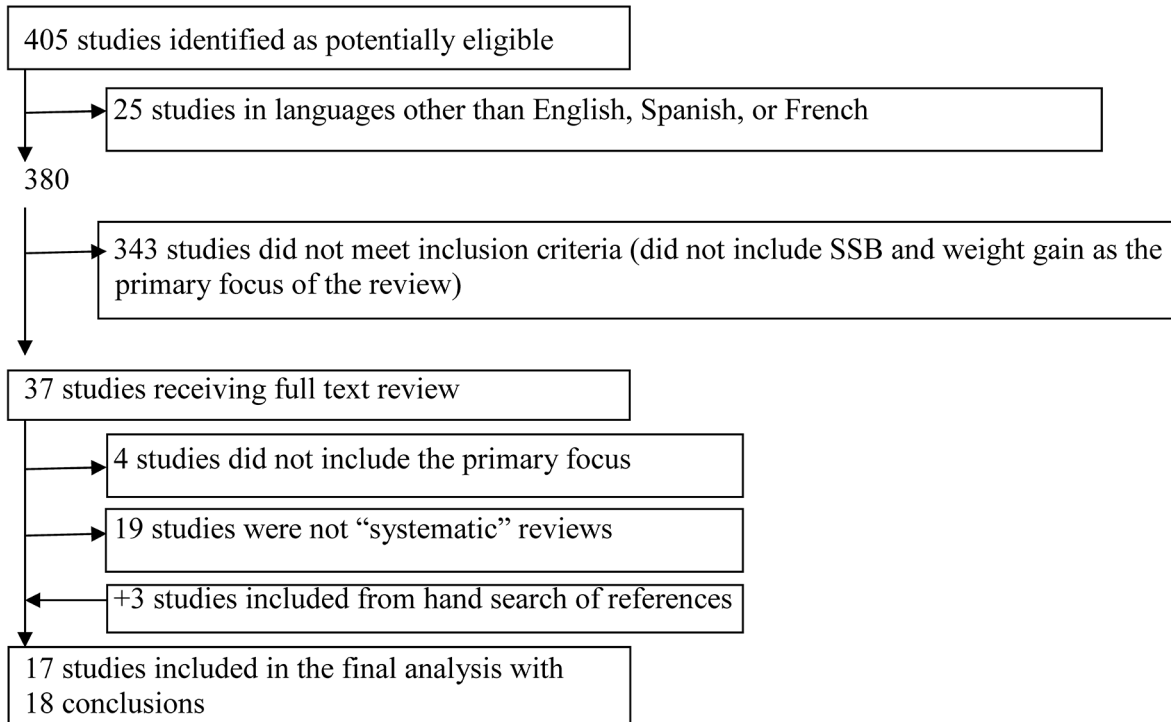 405 studies identified as potentially eligible
25 studies in languages other than English, Spanish, or French
380
343 studies did not meet inclusion criteria (did not include SSB and weight gain as the
primary focus of the review)
37 studies receiving full text review
4 studies did not include the primary focus
19 studies were not “systematic” reviews
+3 studies included from hand search of references
17 studies included in the final analysis with
18 conclusions